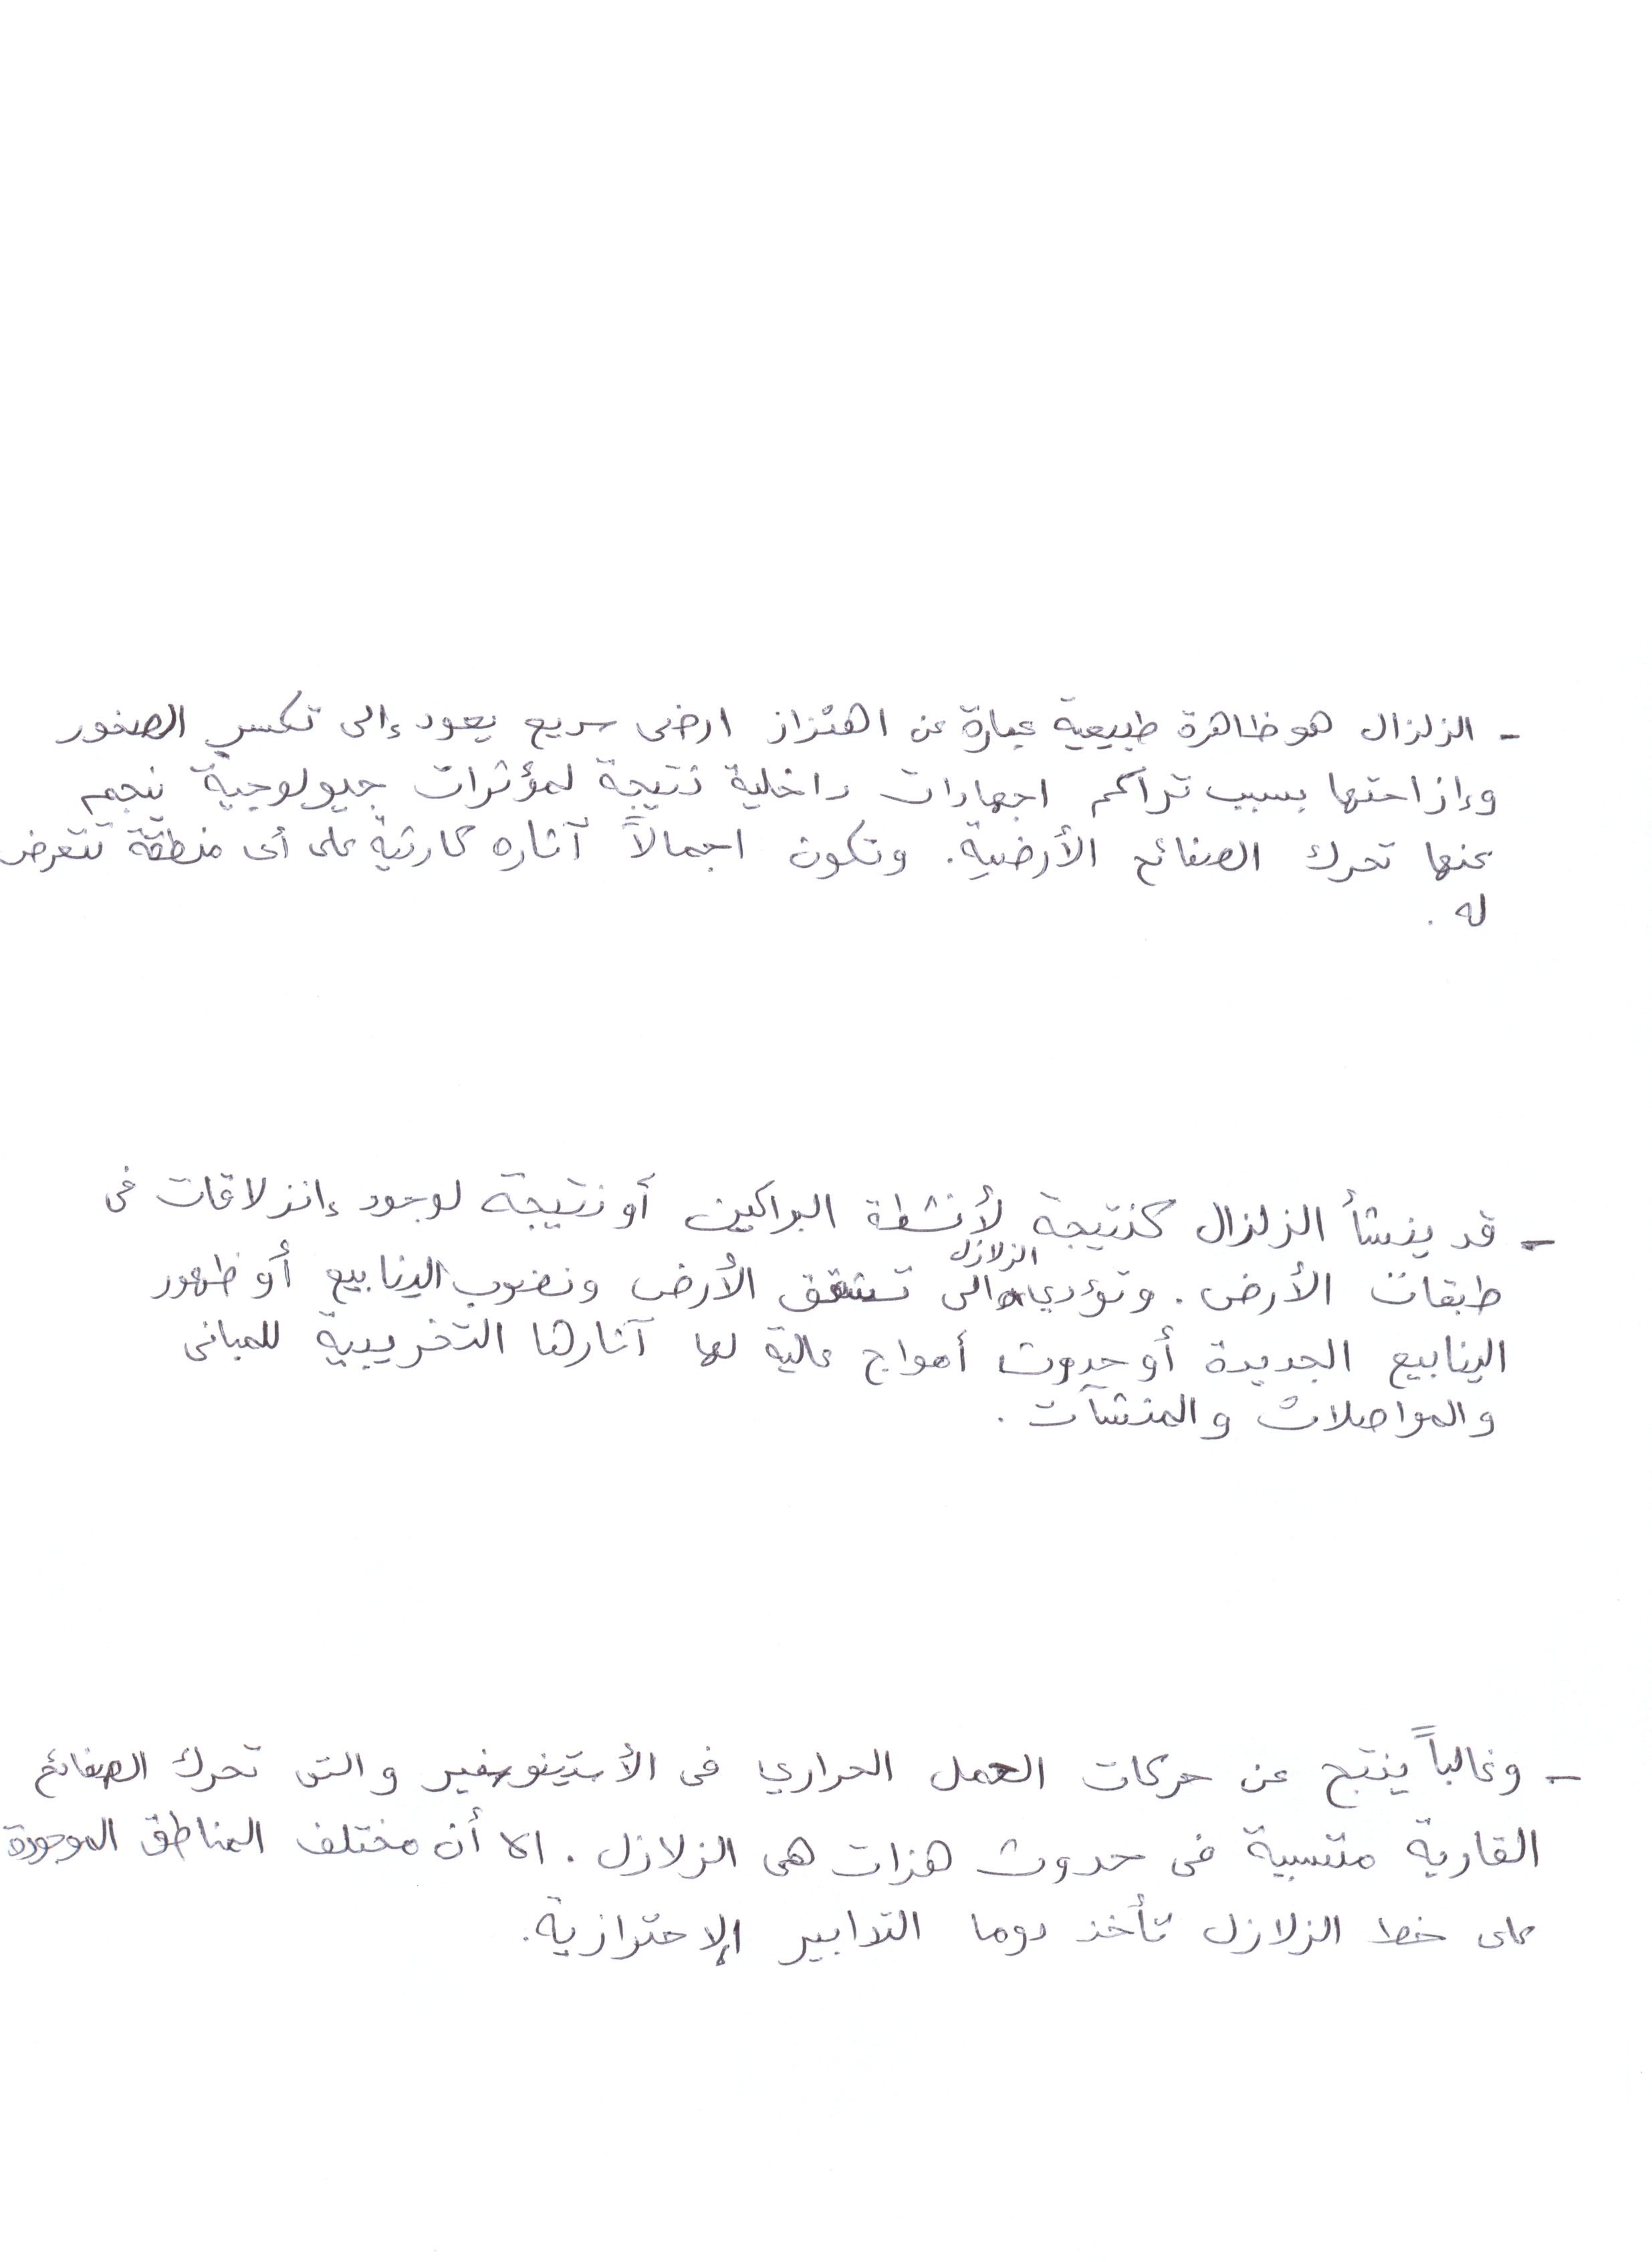 - الزلزال هو ظاهرة طبيعية عبارة عن اهتزاز ارضى سريع يعود إلى تكسر الصخور
وإزاحتها بسبب تراكم اجهادات داخلية نتيجة لمؤثرات جيولوجية ينجم
عنها تحرك الصفائح الأرضية. وتكون اجمالاً آثاره كارثية على أى منطقة تتعرض
له .
- قد ينشأ الزلزال كنتيجة لأنشطة البراكين أو نتيجة لوجود إنزلاقات فى
طبقات الأرض . وتؤدي الزلازل الى تشقق الأرض ونضوب الينابيع أو ظهور
الينابيع الجديدة أو حدوث أمواج عالية لها آثارها التخريبية للمبانى
والمواصلات والمنشآت .
- وغالباً ينتج عن حركات الحمل الحراري فى الأستينوسفير والتى تحرك الصفائح
القارية متسببة فى حدوث هزات هى الزلازل . الا أن مختلف المناطق الموجودة
على خط الزلازل تأخذ دوما التدابير الإحترازية.